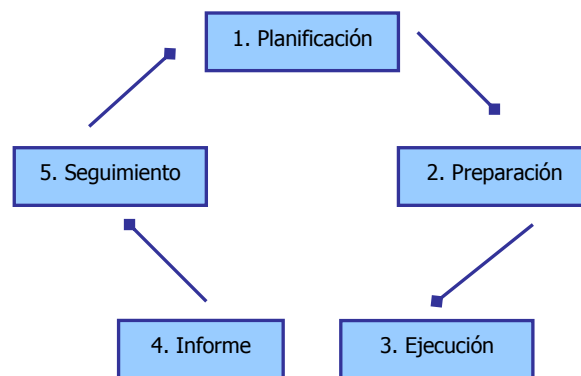 1. Planificación
2. Preparación
3. Ejecución
4. Informe
5. Seguimiento